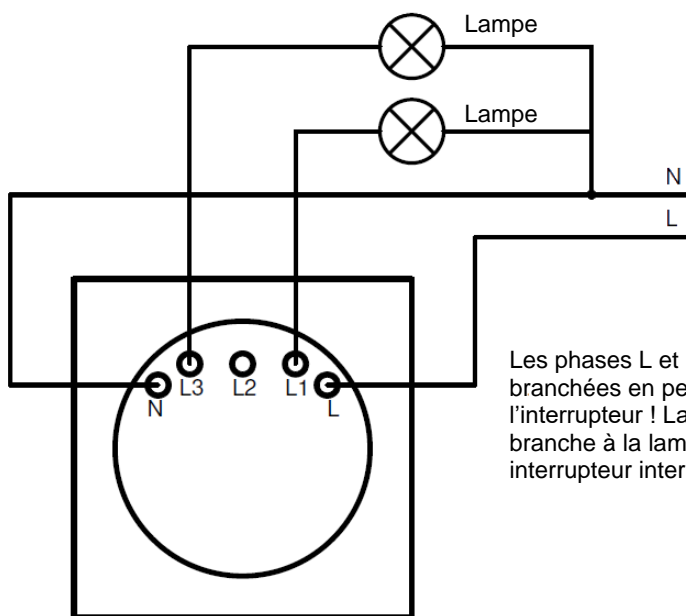 Lampe
Lampe
N
L
L3 L2 L1
N L
Les phases L et
branchées en pe
l'interrupteur ! La
branche à la lam
interrupteur inter